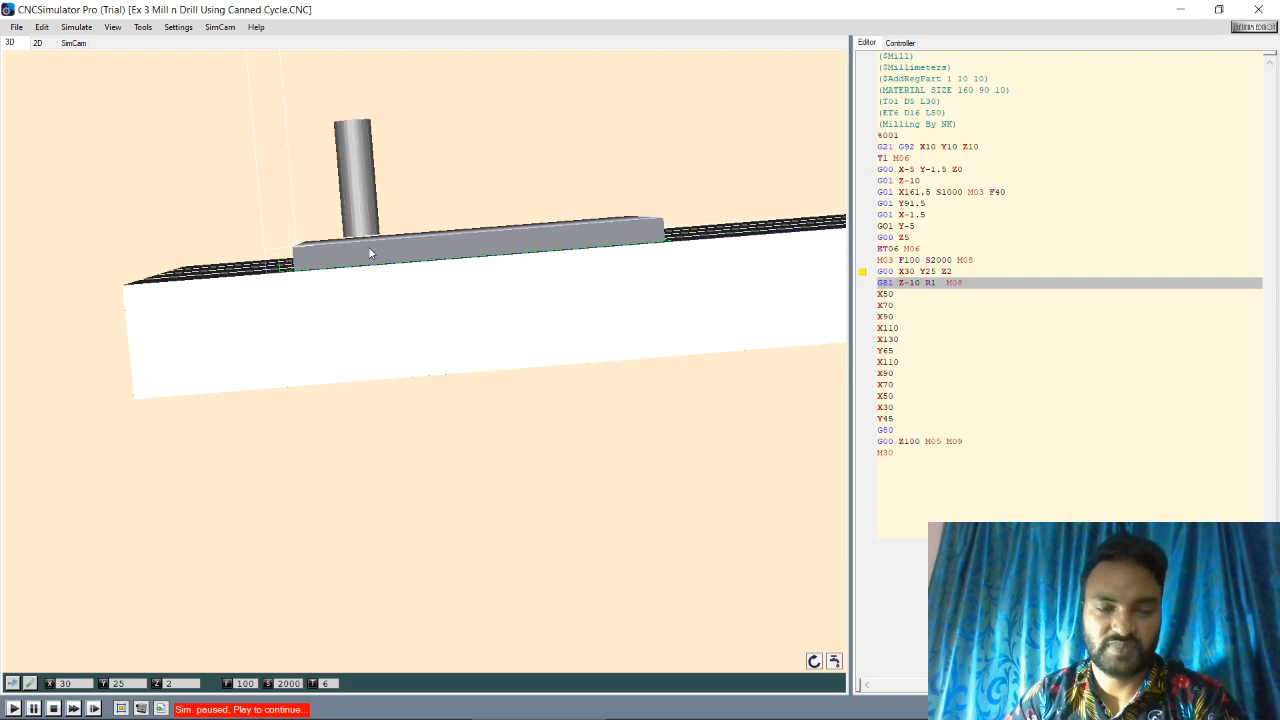 CNCSimulator Pro (Trial) [Ex 3 Mill n Drill Using Canned Cycle.CNC]
File Edit Simulate View Tools Settings SimCam Help
3D 2D SimCam
Editor Controller
($Mill)
($Millimeters)
($AddRegPart 1 10 10)
(MATERIAL SIZE 160 90 10)
(T01 D5 L30)
(ET6 D16 L50)
(Milling By NK)
%001
G21 G92 X10 Y10 Z10
T1 M06
G00 X-5 Y-1.5 Z0
G01 Z-10
G01 X161.5 S1000 M03 F40
G01 Y91.5
G01 X-1.5
GO1 Y-5
G00 Z5
ET06 M06
M03 F100 S2000 M08
G00 X30 Y25 Z2
G81 Z-10 R1 M08
X50
X70
X90
X110
X130
Y65
X110
X90
X70
X50
X30
Y45
G80
G00 Z100 M05 M09
M30
X 30 Y 25 Z 2 F 100 S 2000 T 6
Sim. paused, Play to continue...